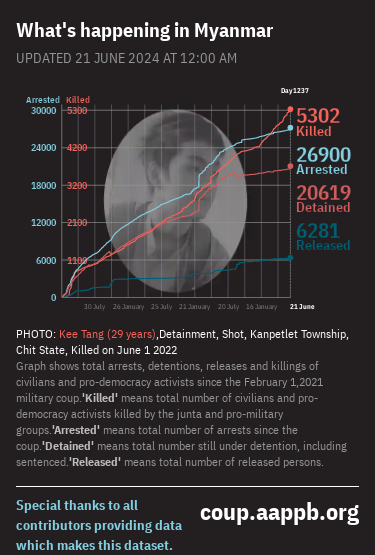 What's happening in Myanmar
UPDATED 21 JUNE 2024 AT 12:00 AM
Day1237
Arrested Killed
30000 5300
24000 4200
18000 3200
12000 2100
6000 1100
0
5302
Killed
26900
Arrested
20619
Detained
6281
Released
30 July 26 January 25 July 21 January 20 July 16 January 21 June
PHOTO: Kee Tang (29 years),Detainment, Shot, Kanpetlet Township,
Chit State, Killed on June 1 2022
Graph shows total arrests, detentions, releases and killings of
civilians and pro-democracy activists since the February 1,2021
military coup.'Killed' means total number of civilians and pro-
democracy activists killed by the junta and pro-military
groups.'Arrested' means total number of arrests since the
coup.'Detained' means total number still under detention, including
sentenced.'Released' means total number of released persons.
Special thanks to all
contributors providing data
which makes this dataset.
coup.aappb.org